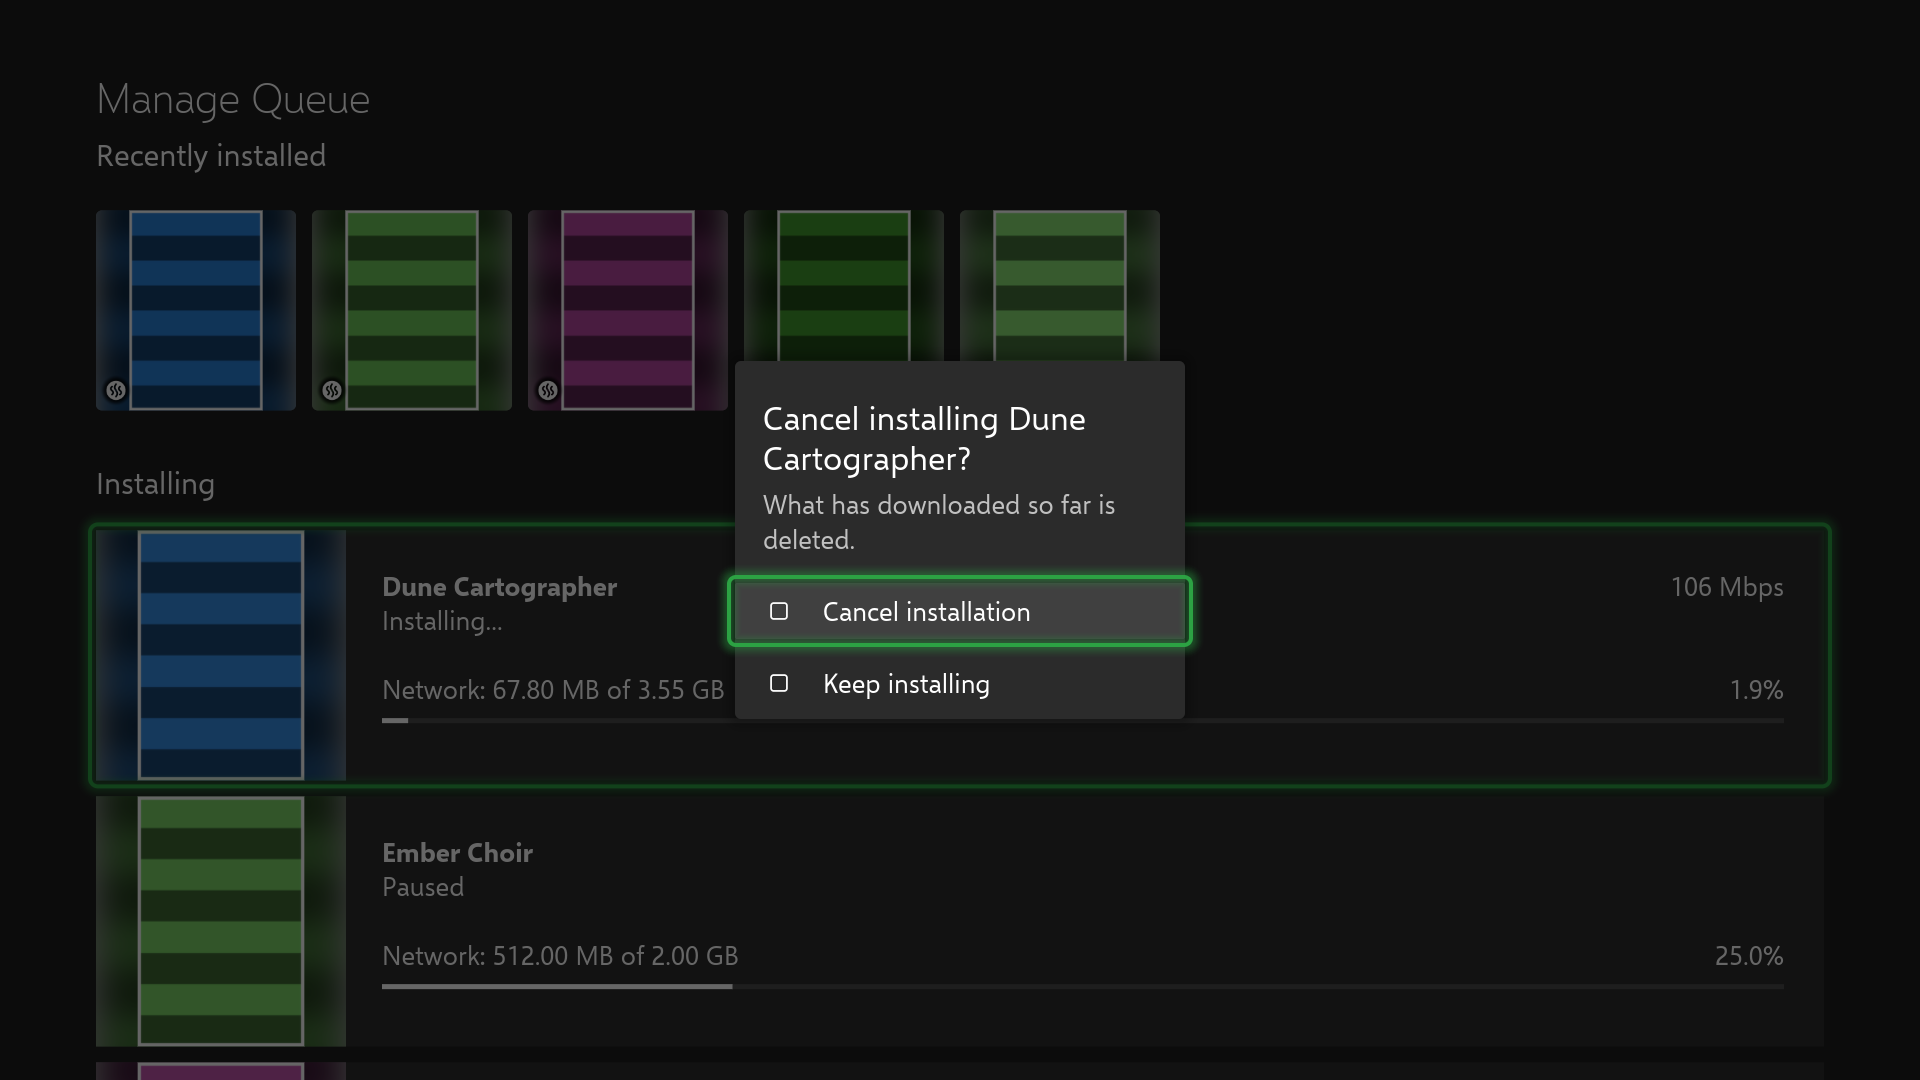 Manage Queue
Recently installed
Installing
Cancel installing Dune
Cartographer?
What has downloaded so far is
deleted.
Cancel installation
Keep installing
Dune Cartographer
106 Mbps
Installing...
Network: 67.80 MB of 3.55 GB
1.9%
Ember Choir
Paused
Network: 512.00 MB of 2.00 GB
25.0%